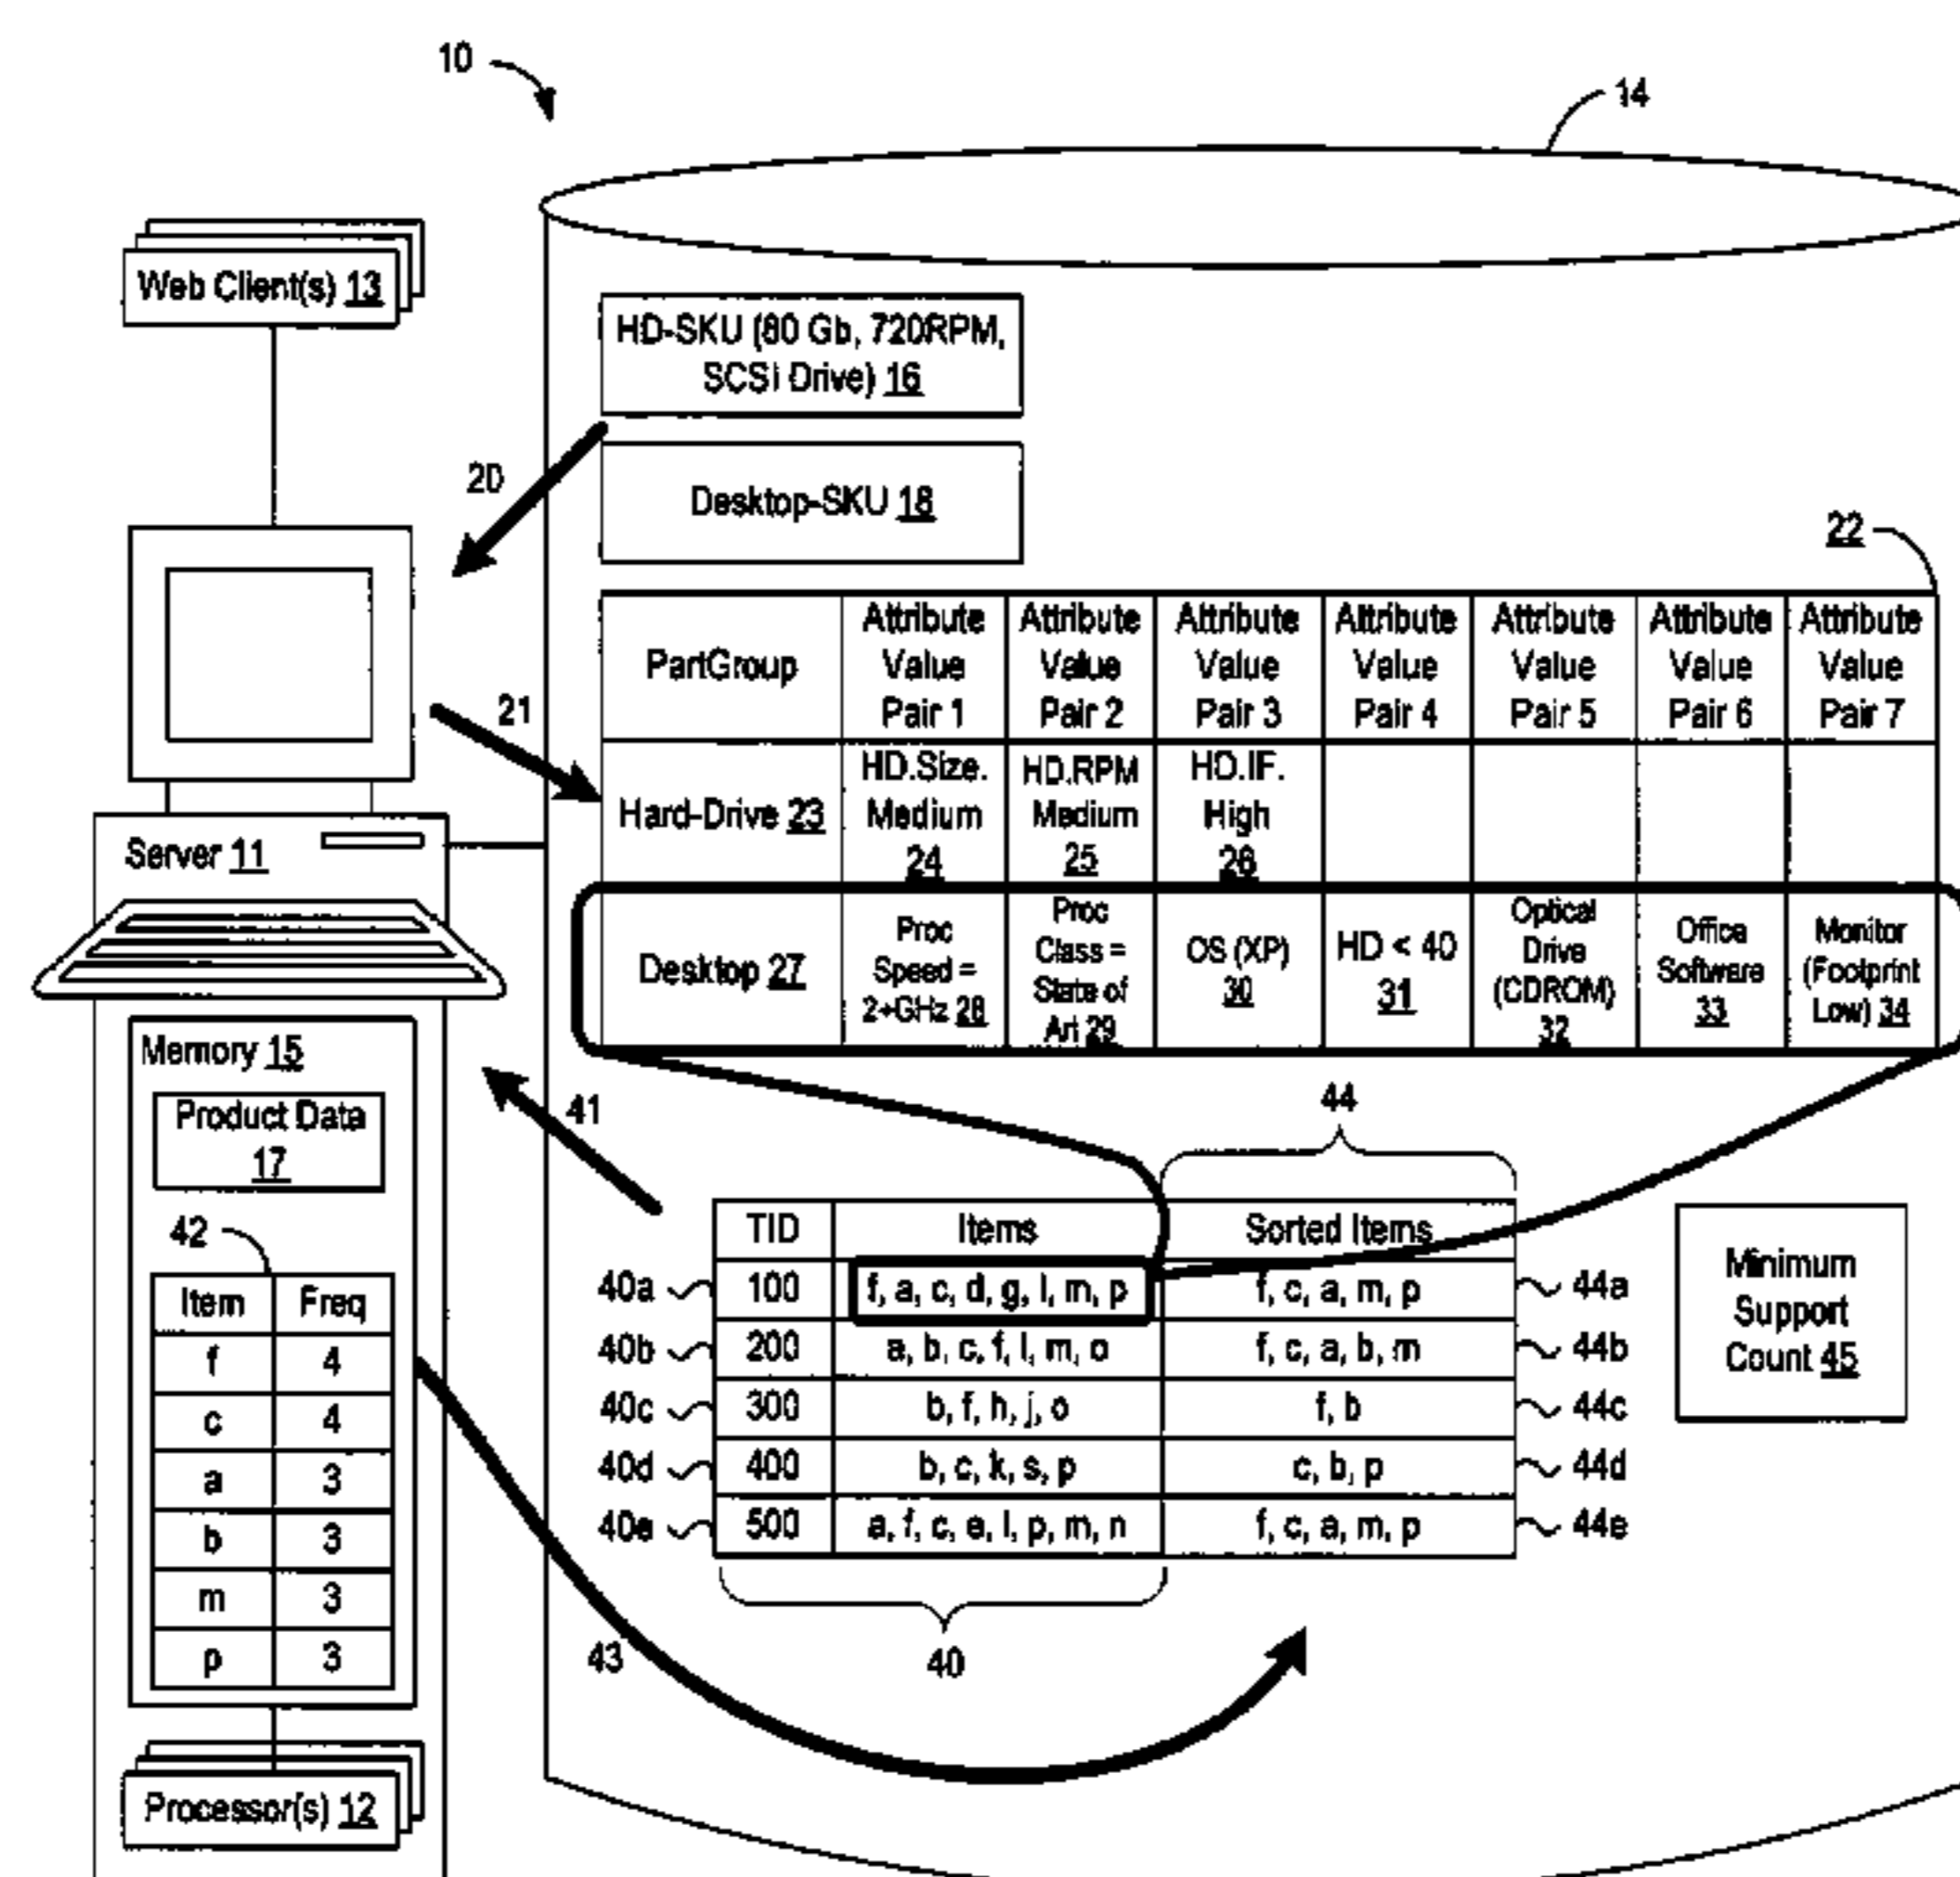 10
14
Web Client(s) 13
HD-SKU (80 Gb, 720RPM,
SCSI Drive) 16
20
Desktop-SKU 18
22
PartGroup
Attribute
Value
Pair 1
Attribute
Value
Pair 2
Attribute
Value
Pair 3
Attribute
Value
Pair 4
Attribute
Value
Pair 5
Attribute
Value
Pair 6
Attribute
Value
Pair 7
21
Hard-Drive 23
HD.Size.
Medium
24
HD.RPM
Medium
25
HD.IF.
High
26
Server 11
Desktop 27
Proc
Speed =
2+GHz 28
Proc
Class =
State of
Art 29
OS (XP)
30
HD < 40
31
Optical
Drive
(CDROM)
32
Office
Software
33
Monitor
(Footprint
Low) 34
Memory 15
Product Data
17
41
44
42
Item Freq
f 4
c 4
a 3
b 3
m 3
p 3
TID Items Sorted Items
40a 100 f, a, c, d, g, l, m, p f, c, a, m, p 44a
40b 200 a, b, c, f, l, m, o f, c, a, b, m 44b
40c 300 b, f, h, j, o f, b 44c
40d 400 b, c, k, s, p c, b, p 44d
40e 500 a, f, c, e, l, p, m, n f, c, a, m, p 44e
Minimum
Support
Count 45
43
40
Processor(s) 12